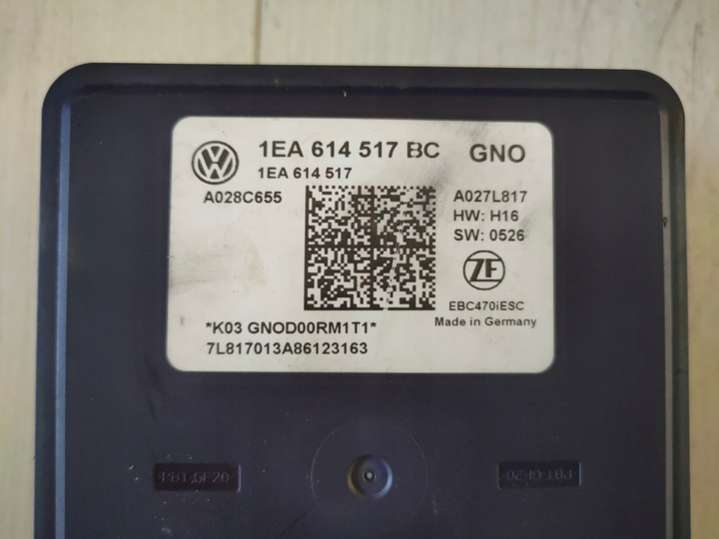 1EA 614 517 BC GNO
1EA 614 517
A028C655
A027L817
HW: H16
SW: 0526
ZF
EBC470iESC
Made in Germany
*K03 GNOD00RM1T1*
7L817013A86123163